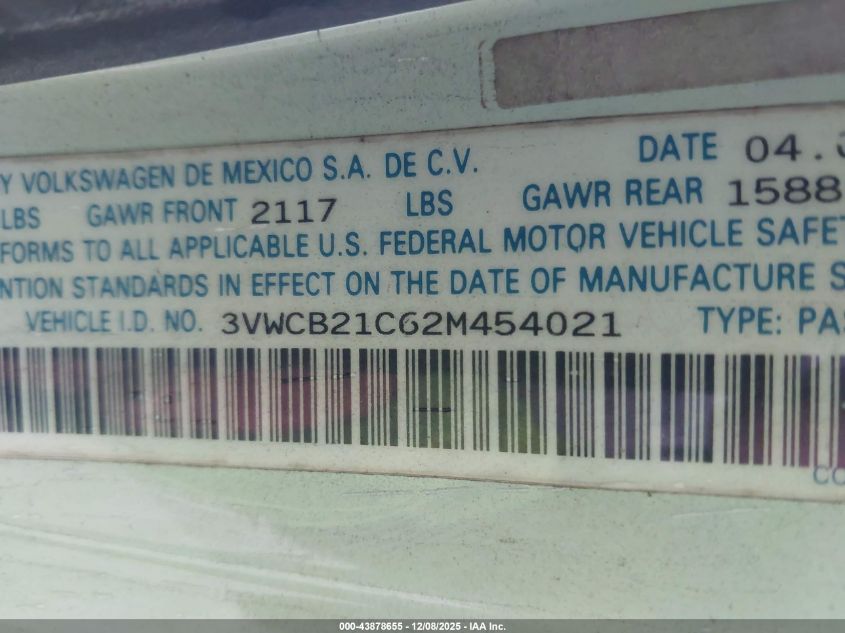 Y VOLKSWAGEN DE MEXICO S.A. DE C.V. DATE 04.
LBS GAWR FRONT 2117 LBS GAWR REAR 1588
FORMS TO ALL APPLICABLE U.S. FEDERAL MOTOR VEHICLE SAFET
NTION STANDARDS IN EFFECT ON THE DATE OF MANUFACTURE S
VEHICLE I.D. NO. 3VWCB21C62M454021 TYPE: PAS
CO
000-43878655 - 12/08/2025 - IAA Inc.